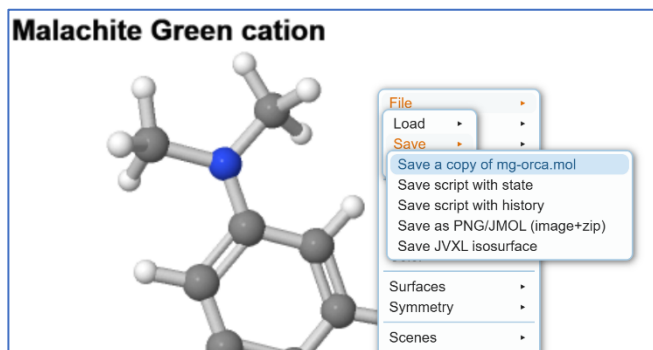 Malachite Green cation
File
Load
Save
Save a copy of mg-orca.mol
Save script with state
Save script with history
Save as PNG/JMOL (image+zip)
Save JVXL isosurface
Surfaces
Symmetry
Scenes